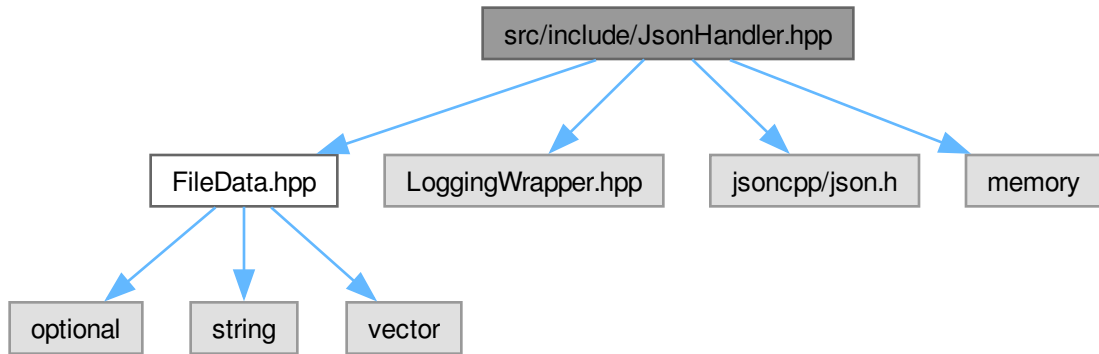 src/include/JsonHandler.hpp
FileData.hpp
LoggingWrapper.hpp
jsoncpp/json.h
memory
optional
string
vector